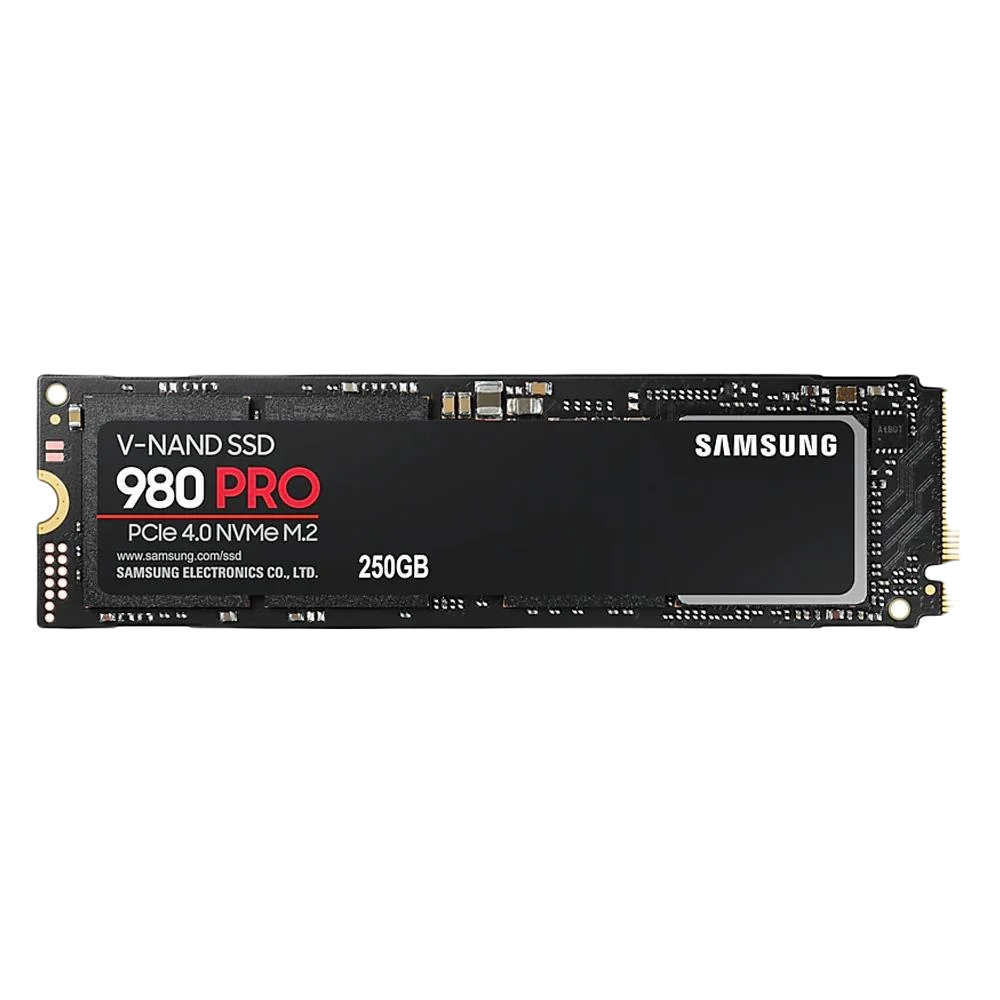 V-NAND SSD
SAMSUNG
980 PRO
PCIe 4.0 NVMe M.2
www.samsung.com/ssd
SAMSUNG ELECTRONICS CO., LTD.
250GB